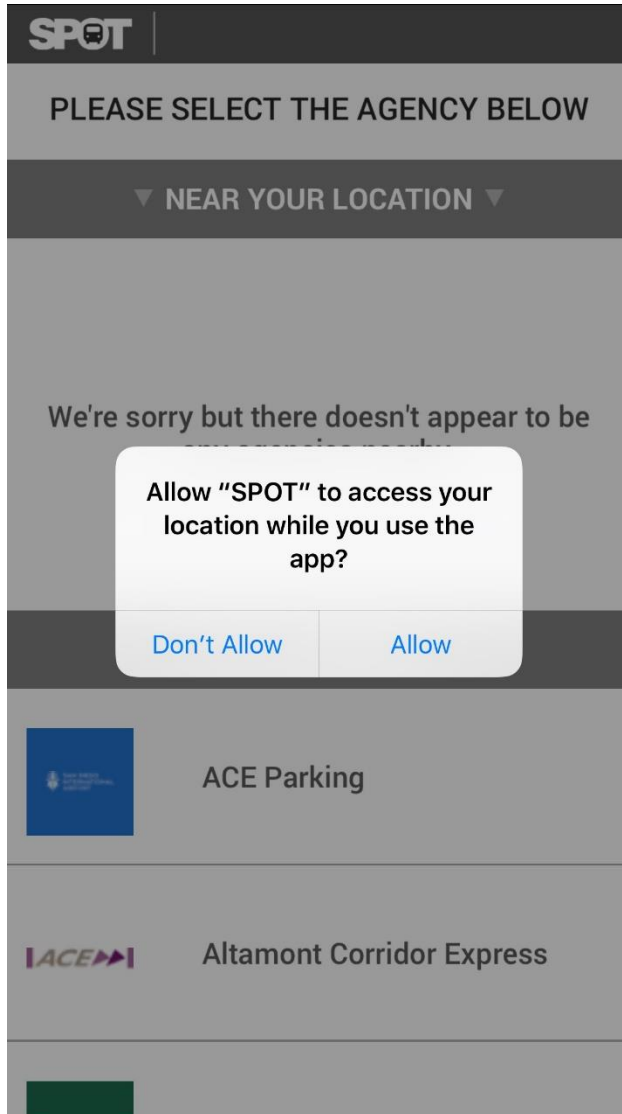 SPOT
PLEASE SELECT THE AGENCY BELOW
▼ NEAR YOUR LOCATION ▼
We're sorry but there doesn't appear to be
Allow "SPOT" to access your
location while you use the
app?
Don't Allow
Allow
ACE Parking
ACE
Altamont Corridor Express